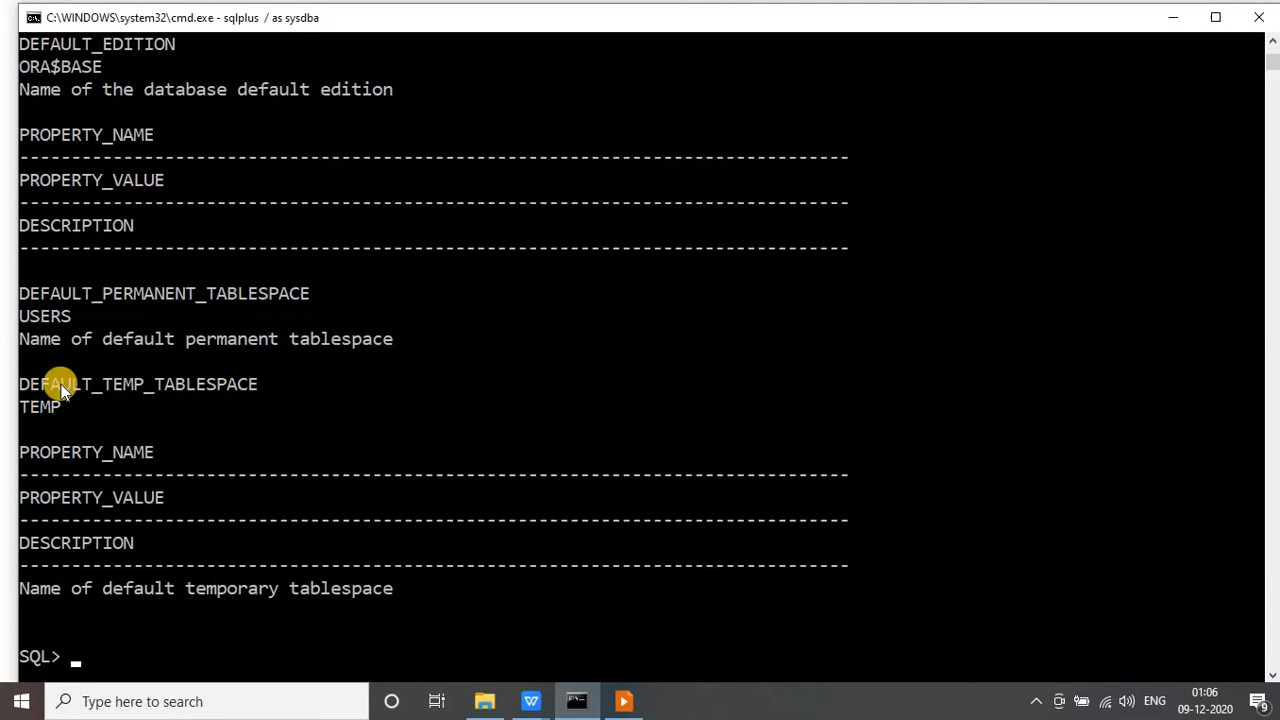 C:\WINDOWS\system32\cmd.exe - sqlplus  / as sysdba
DEFAULT_EDITION
ORA$BASE
Name of the database default edition
PROPERTY_NAME
--------------------------------------------------------------------------------
PROPERTY_VALUE
--------------------------------------------------------------------------------
DESCRIPTION
--------------------------------------------------------------------------------
DEFAULT_PERMANENT_TABLESPACE
USERS
Name of default permanent tablespace
DEFAULT_TEMP_TABLESPACE
TEMP
PROPERTY_NAME
--------------------------------------------------------------------------------
PROPERTY_VALUE
--------------------------------------------------------------------------------
DESCRIPTION
--------------------------------------------------------------------------------
Name of default temporary tablespace
SQL> _
Type here to search
ENG
01:06
09-12-2020
9